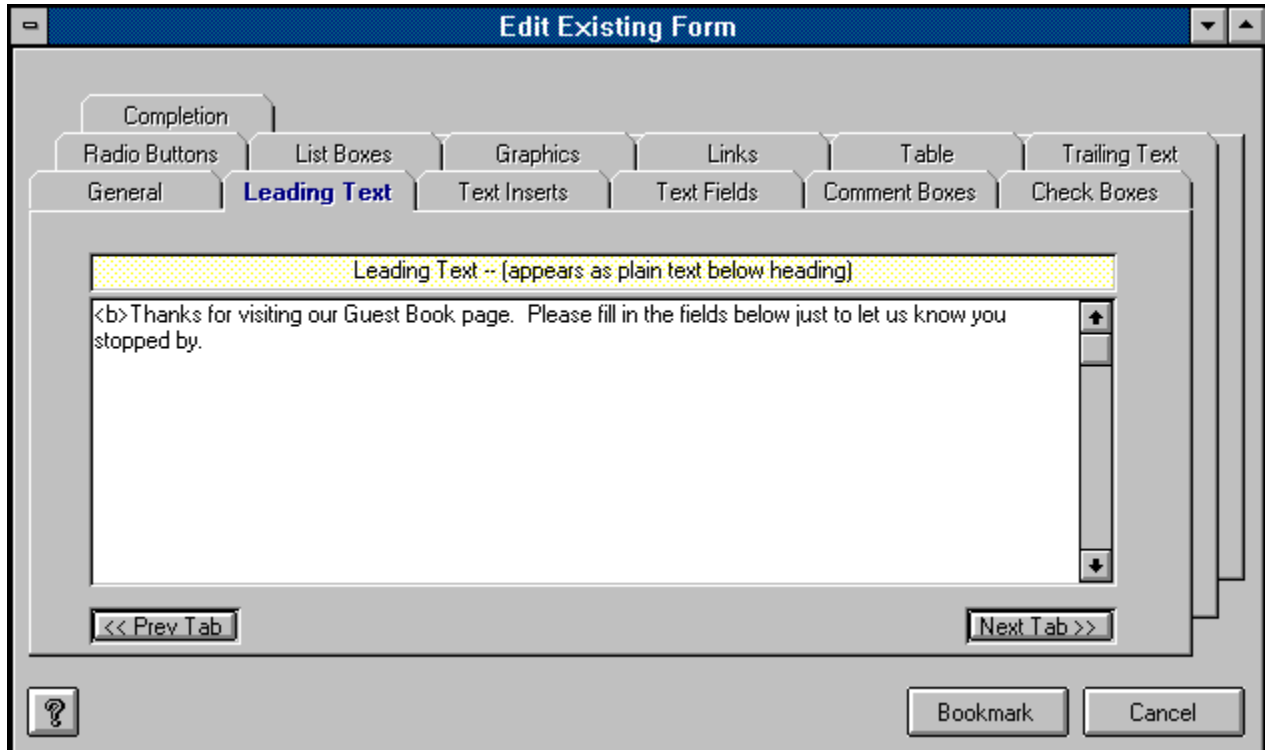 Edit Existing Form
Completion
Radio Buttons List Boxes Graphics Links Table Trailing Text
General Leading Text Text Inserts Text Fields Comment Boxes Check Boxes
Leading Text -- (appears as plain text below heading)
<b>Thanks for visiting our Guest Book page.  Please fill in the fields below just to let us know you
stopped by.
<< Prev Tab Next Tab >>
? Bookmark Cancel